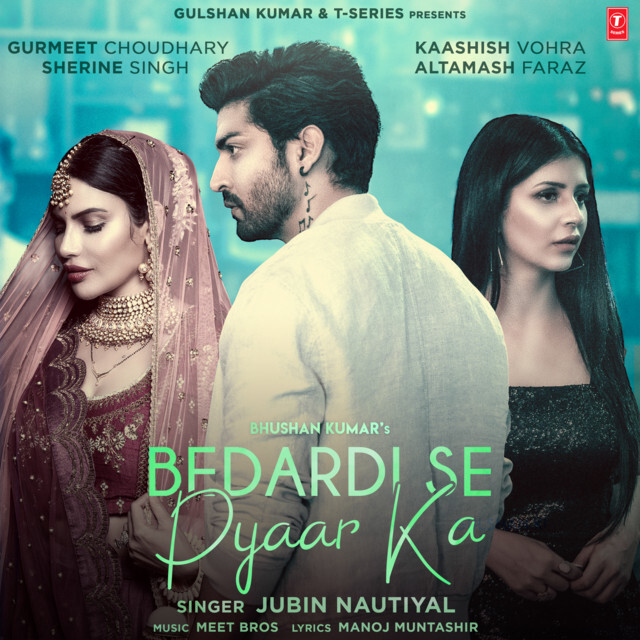 GULSHAN KUMAR & T-SERIES PRESENTS
T
SERIES
GURMEET CHOUDHARY
SHERINE SINGH
KAASHISH VOHRA
ALTAMASH FARAZ
BHUSHAN KUMAR'S
BEDARDI SE
Pyaar Ka
SINGER JUBIN NAUTIYAL
MUSIC MEET BROS LYRICS MANOJ MUNTASHIR